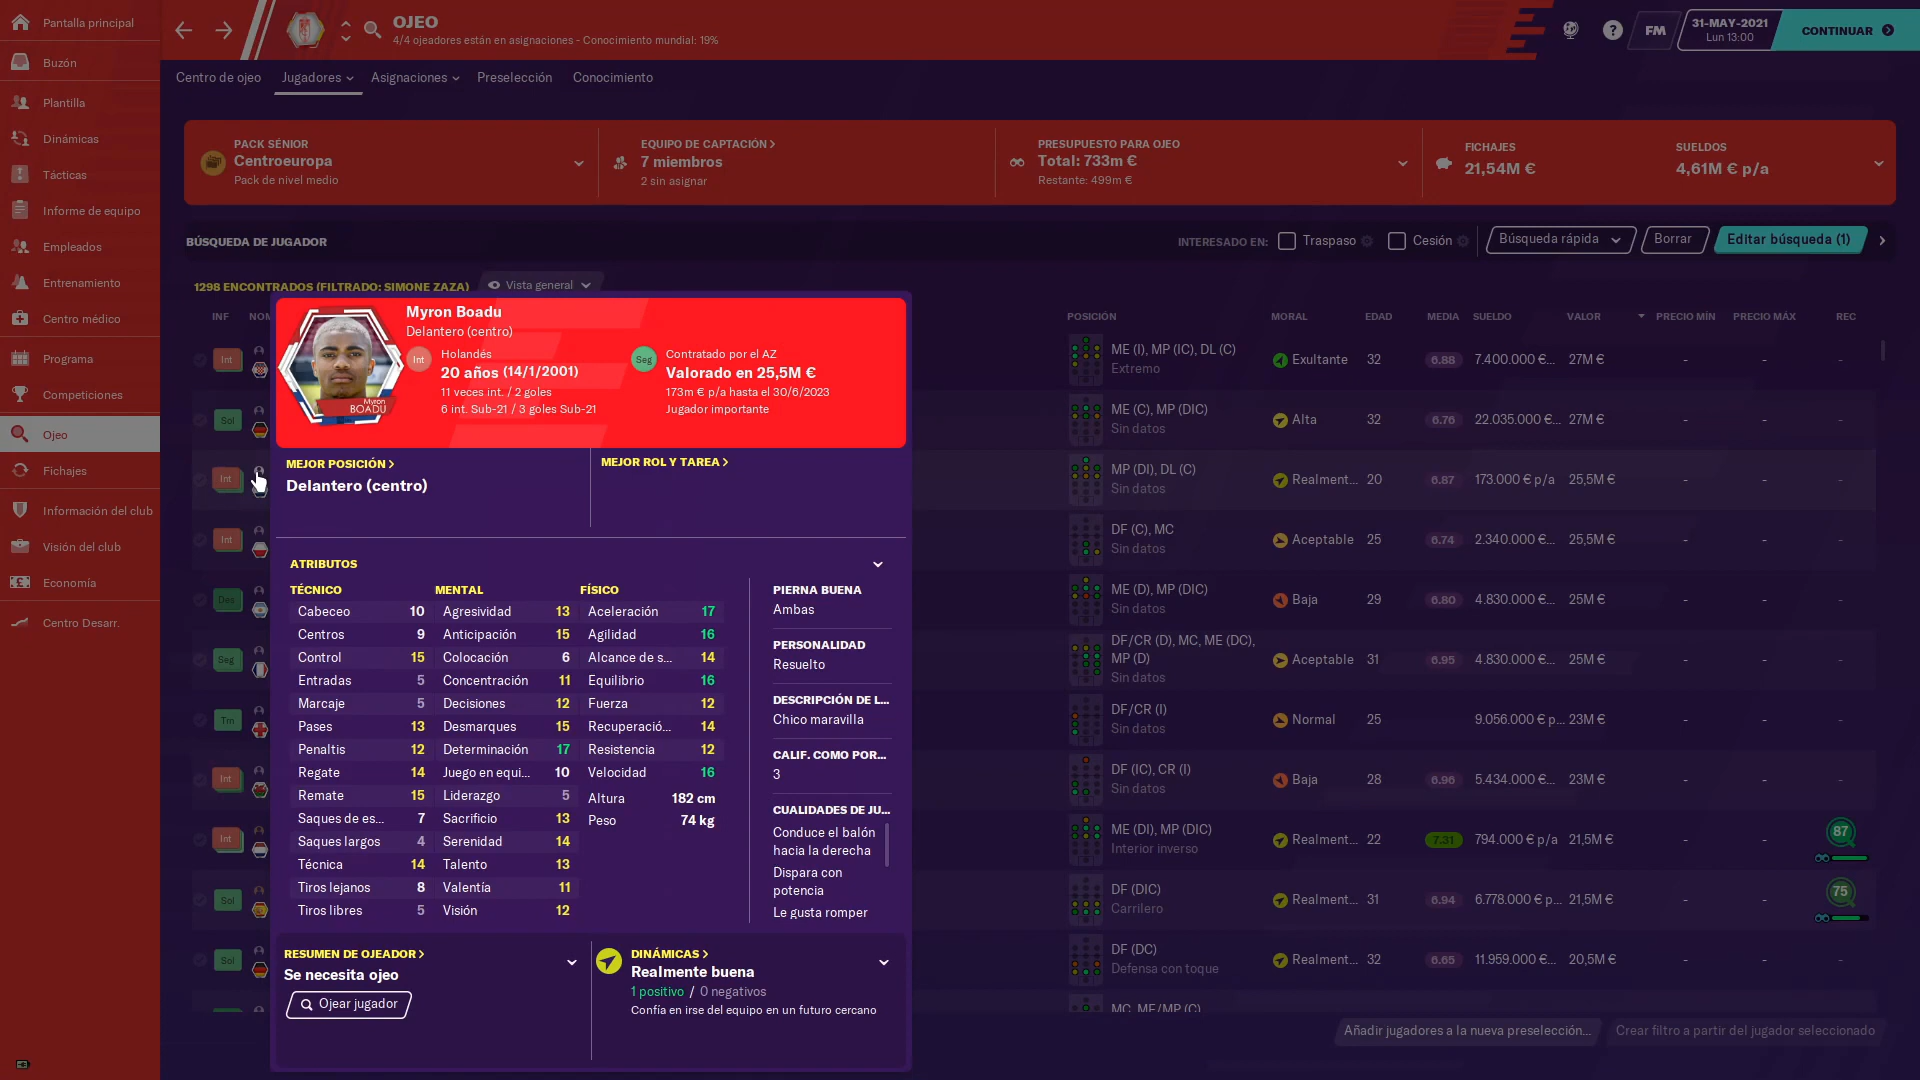 Pantalla principal
Buzón
Plantilla
Dinámicas
Tácticas
Informe de equipo
Empleados
Entrenamiento
Centro médico
Programa
Competiciones
Ojeo
Fichajes
Información del club
Visión del club
Economía
Centro Desarr.
OJEO
4/4 ojeadores están en asignaciones - Conocimiento mundial: 19%
FM
31-MAY-2021
Lun 13:00
CONTINUAR
Centro de ojeo Jugadores Asignaciones Preselección Conocimiento
PACK SÉNIOR
Centroeuropa
Pack de nivel medio
EQUIPO DE CAPTACIÓN >
7 miembros
2 sin asignar
PRESUPUESTO PARA OJEO
Total: 733m €
Restante: 499m €
FICHAJES
21,54M €
SUELDOS
4,61M € p/a
BÚSQUEDA DE JUGADOR
INTERESADO EN: Traspaso Cesión
Búsqueda rápida
Borrar
Editar búsqueda (1)
1298 ENCONTRADOS (FILTRADO: SIMONE ZAZA)
Vista general
INF NOM POSICIÓN MORAL EDAD MEDIA SUELDO VALOR PRECIO MÍN PRECIO MÁX REC
Int ME (I), MP (IC), DL (C) Exultante 32 6.88 7.400.000 €... 27M € - - -
Extremo
Sol ME (C), MP (DIC) Alta 32 6.76 22.035.000 €... 27M € - - -
Sin datos
Int MP (DI), DL (C) Realment... 20 6.87 173.000 € p/a 25,5M € - - -
Sin datos
Int DF (C), MC Aceptable 25 6.74 2.340.000 €... 25,5M € - - -
Sin datos
Des ME (D), MP (DIC) Baja 29 6.80 4.830.000 €... 25M € - - -
Sin datos
Seg DF/CR (D), MC, ME (DC),
MP (D) Aceptable 31 6.95 4.830.000 €... 25M € - - -
Sin datos
Tm DF/CR (I) Normal 25 9.056.000 € p... 23M € - - -
Sin datos
Int DF (IC), CR (I) Baja 28 6.96 5.434.000 €... 23M € - - -
Sin datos
Int ME (DI), MP (DIC) Realment... 22 7.31 794.000 € p/a 21,5M € - - 87
Interior inverso
Sol DF (DIC) Realment... 31 6.94 6.778.000 € p... 21,5M € - - 75
Carrilero
Sol DF (DC) Realment... 32 6.65 11.959.000 €... 20,5M € - - -
Defensa con toque
MC, ME/MP (C)
Myron Boadu
Delantero (centro)
Myron
BOADU
Int
Holandés
20 años (14/1/2001)
11 veces int. / 2 goles
6 int. Sub-21 / 3 goles Sub-21
Seg
Contratado por el AZ
Valorado en 25,5M €
173m € p/a hasta el 30/6/2023
Jugador importante
MEJOR POSICIÓN >
Delantero (centro)
MEJOR ROL Y TAREA >
ATRIBUTOS
TÉCNICO MENTAL FÍSICO
Cabeceo 10 Agresividad 13 Aceleración 17
Centros 9 Anticipación 15 Agilidad 16
Control 15 Colocación 6 Alcance de s... 14
Entradas 5 Concentración 11 Equilibrio 16
Marcaje 5 Decisiones 12 Fuerza 12
Pases 13 Desmarques 15 Recuperació... 14
Penaltis 12 Determinación 17 Resistencia 12
Regate 14 Juego en equi... 10 Velocidad 16
Remate 15 Liderazgo 5 Altura 182 cm
Saques de es... 7 Sacrificio 13 Peso 74 kg
Saques largos 4 Serenidad 14
Técnica 14 Talento 13
Tiros lejanos 8 Valentía 11
Tiros libres 5 Visión 12
PIERNA BUENA
Ambas
PERSONALIDAD
Resuelto
DESCRIPCIÓN DE L...
Chico maravilla
CALIF. COMO POR...
3
CUALIDADES DE JU...
Conduce el balón
hacia la derecha
Dispara con
potencia
Le gusta romper
RESUMEN DE OJEADOR >
Se necesita ojeo
Ojear jugador
DINÁMICAS >
Realmente buena
1 positivo / 0 negativos
Confía en irse del equipo en un futuro cercano
Añadir jugadores a la nueva preselección...
Crear filtro a partir del jugador seleccionado